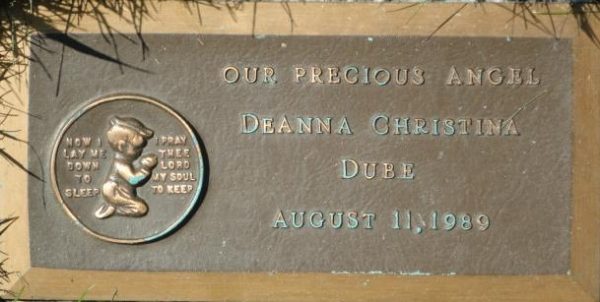 NOW I
LAY ME
DOWN
TO
SLEEP
I PRAY
THEE
LORD
MY SOUL
TO KEEP
OUR PRECIOUS ANGEL
DEANNA CHRISTINA
DUBE
AUGUST 11, 1989